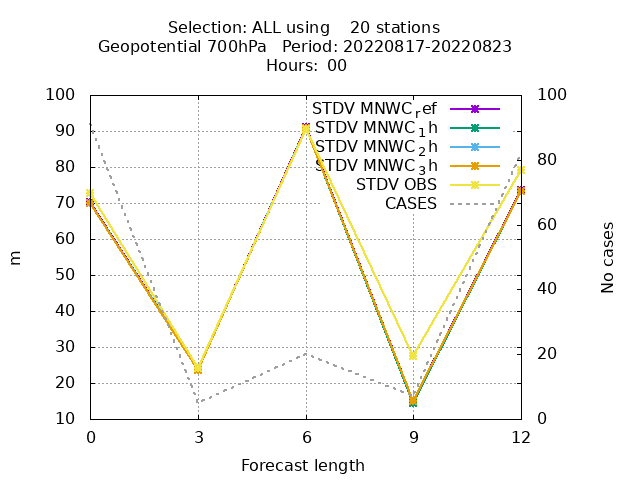 Selection: ALL using 20 stations
Geopotential 700hPa Period: 20220817-20220823
Hours: 00
100 100
STDV MNWC_ref
90
STDV MNWC_1h
STDV MNWC_2h
80 80
STDV MNWC_3h
70
STDV OBS
CASES
60 60
50
40 40
30
20 20
10 0
m
No cases
0 3 6 9 12
Forecast length